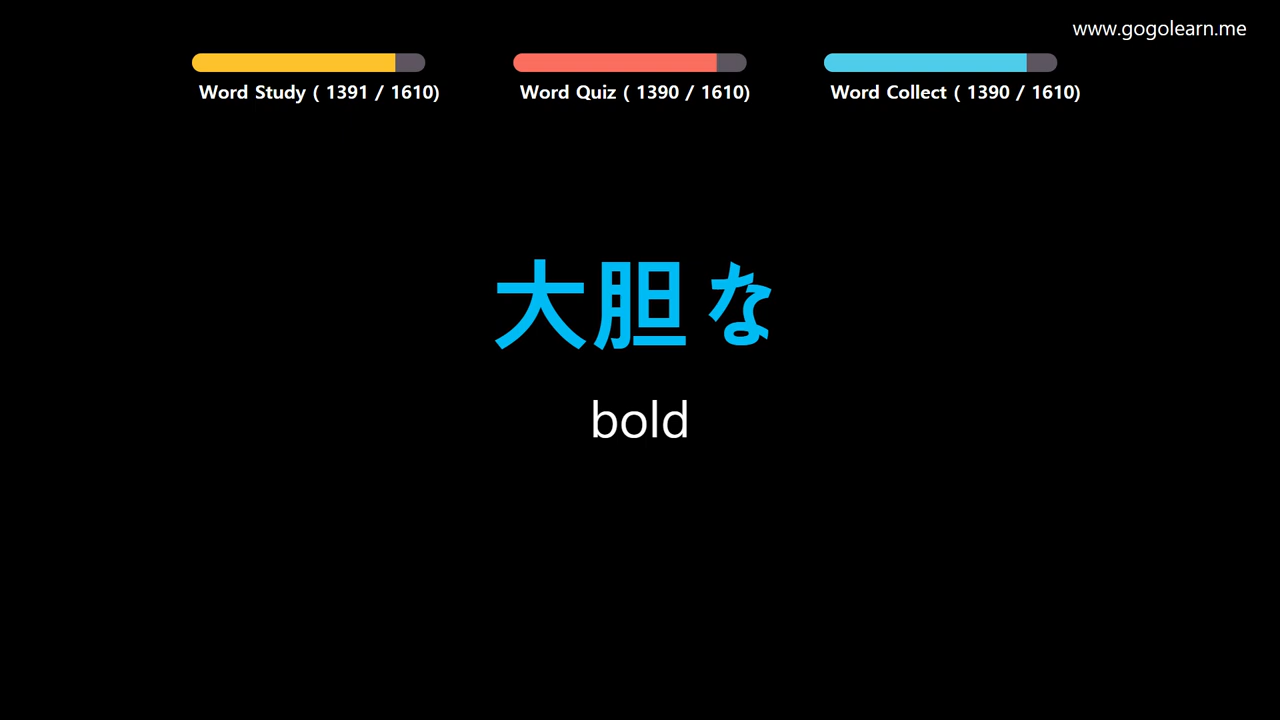 www.gogolearn.me
Word Study ( 1391 / 1610)
Word Quiz ( 1390 / 1610)
Word Collect ( 1390 / 1610)
大胆な
bold